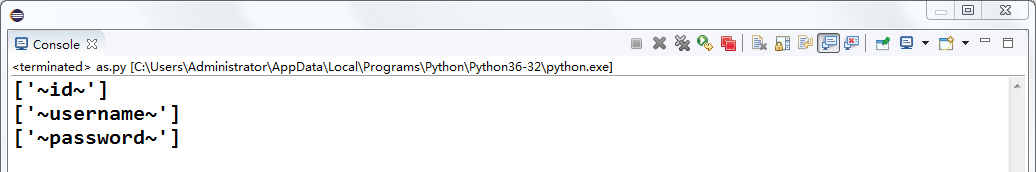 Console
<terminated> as.py [C:\Users\Administrator\AppData\Local\Programs\Python\Python36-32\python.exe]
['~id~']
['~username~']
['~password~']